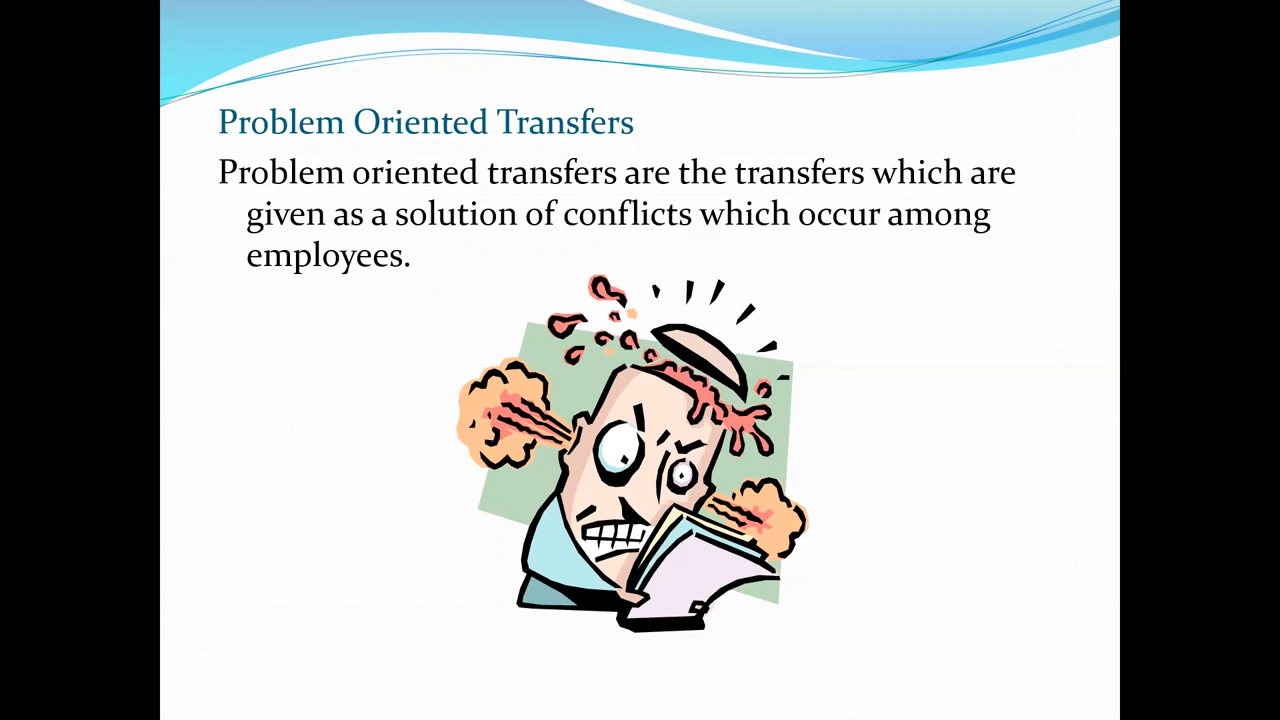 Problem Oriented Transfers
Problem oriented transfers are the transfers which are
given as a solution of conflicts which occur among
employees.